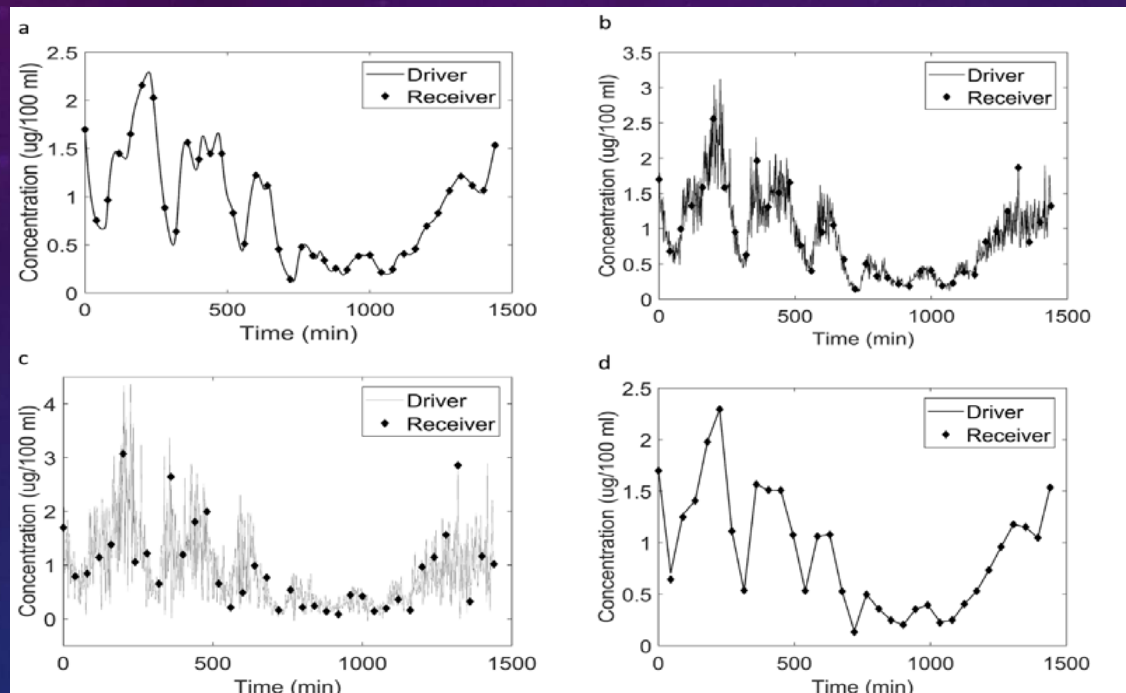 a
Concentration (ug/100 ml)
2.5
2
1.5
1
0.5
0
0 500 1000 1500
Time (min)
Driver
Receiver
b
Concentration (ug/100 ml)
3.5
3
2.5
2
1.5
1
0.5
0
0 500 1000 1500
Time (min)
Driver
Receiver
c
Concentration (ug/100 ml)
4
3
2
1
0
0 500 1000 1500
Time (min)
Driver
Receiver
d
Concentration (ug/100 ml)
2.5
2
1.5
1
0.5
0
0 500 1000 1500
Time (min)
Driver
Receiver